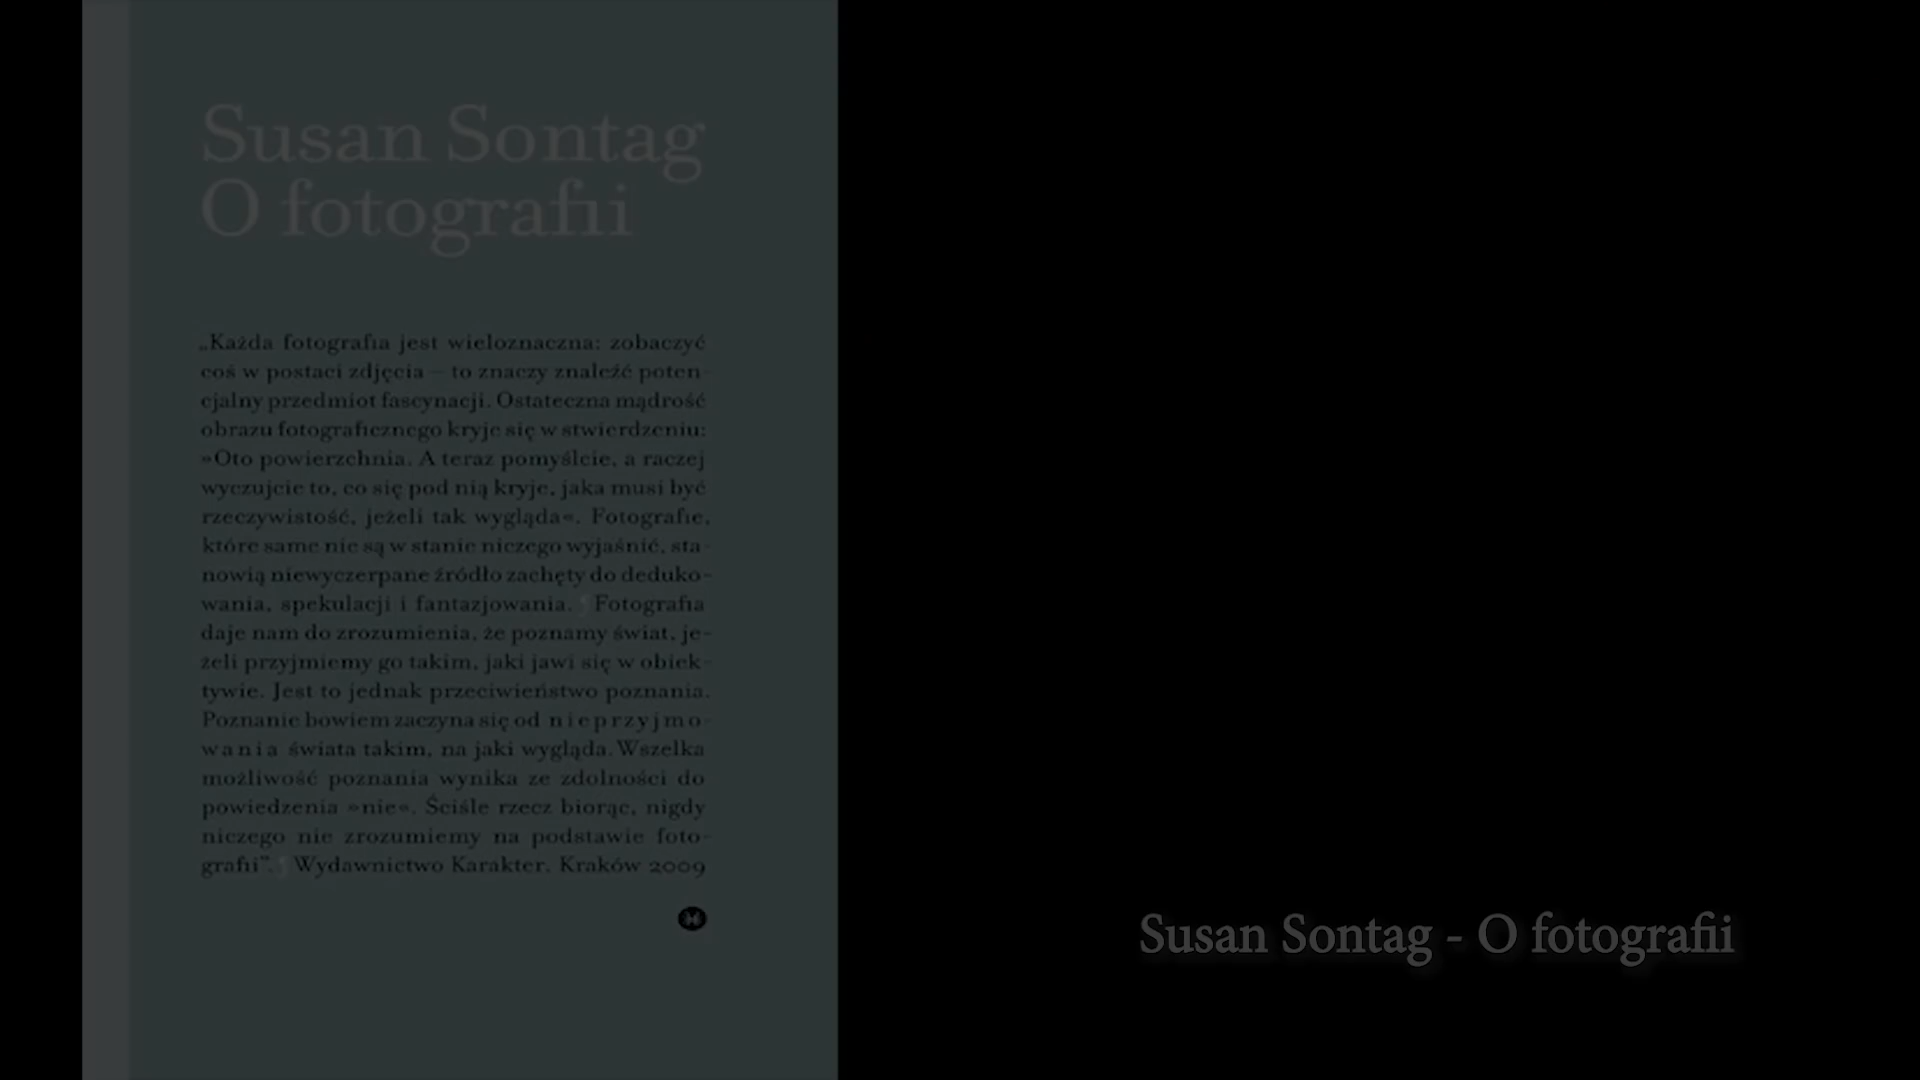 Susan Sontag
O fotografii
„Każda fotografia jest wieloznaczna: zobaczyć
coś w postaci zdjęcia – to znaczy znaleźć poten-
cjalny przedmiot fascynacji. Ostateczna mądrość
obrazu fotograficznego kryje się w stwierdzeniu:
»Oto powierzchnia. A teraz pomyślcie, a raczej
wyczujcie to, co się pod nią kryje, jaka musi być
rzeczywistość, jeżeli tak wygląda«. Fotografie,
które same nie są w stanie niczego wyjaśnić, sta-
nowią niewyczerpane źródło zachęty do deduko-
wania, spekulacji i fantazjowania. ¶ Fotografia
daje nam do zrozumienia, że poznamy świat, je-
żeli przyjmiemy go takim, jaki jawi się w obiek-
tywie. Jest to jednak przeciwieństwo poznania.
Poznanie bowiem zaczyna się od nieprzyjmo-
wania świata takim, na jaki wygląda. Wszelka
możliwość poznania wynika ze zdolności do
powiedzenia »nie«. Ściśle rzecz biorąc, nigdy
niczego nie zrozumiemy na podstawie foto-
grafii”. ¶ Wydawnictwo Karakter, Kraków 2009
Susan Sontag - O fotografii